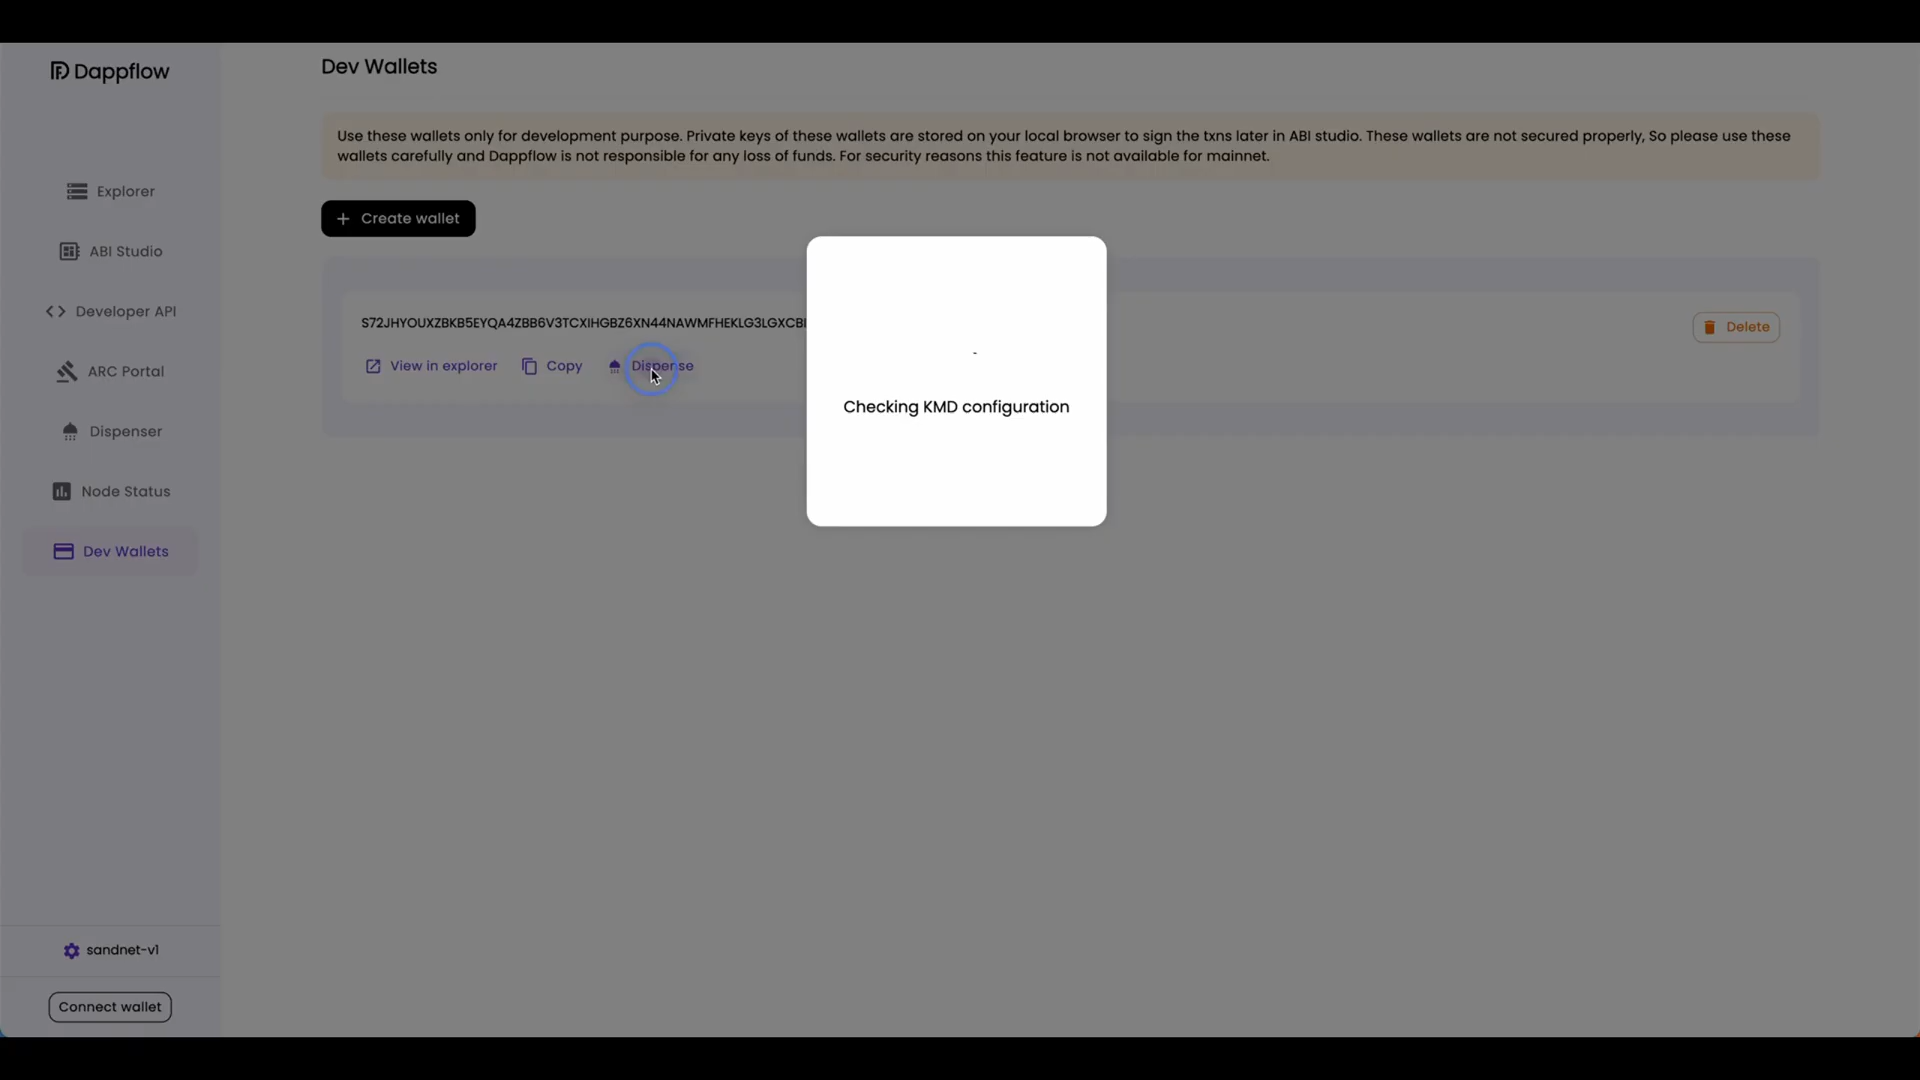 Dappflow
Explorer
ABI Studio
Developer API
ARC Portal
Dispenser
Node Status
Dev Wallets
sandnet-v1
Connect wallet
Dev Wallets
Use these wallets only for development purpose. Private keys of these wallets are stored on your local browser to sign the txns later in ABI studio. These wallets are not secured properly, So please use these
wallets carefully and Dappflow is not responsible for any loss of funds. For security reasons this feature is not available for mainnet.
+ Create wallet
S72JHYOUXZBKB5EYQA4ZBB6V3TCXIHGBZ6XN44NAWMFHEKLG3LGXCB
Delete
View in explorer
Copy
Dispense
Checking KMD configuration